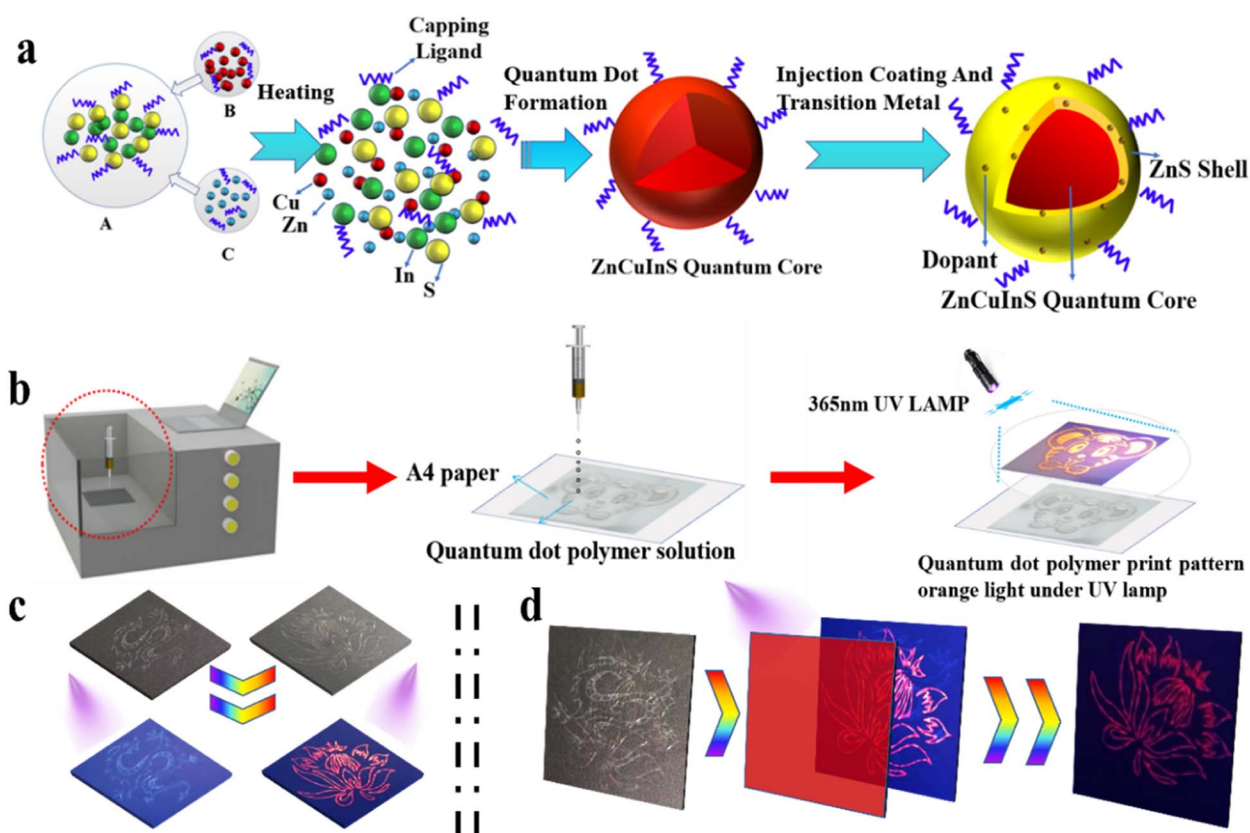 a
Capping
Ligand
B
Heating
Quantum Dot
Formation
Injection Coating And
Transition Metal
A
C
Cu
Zn
In
S
ZnCuInS Quantum Core
ZnS Shell
Dopant
ZnCuInS Quantum Core
b
A4 paper
Quantum dot polymer solution
365nm UV LAMP
Quantum dot polymer print pattern
orange light under UV lamp
c
d